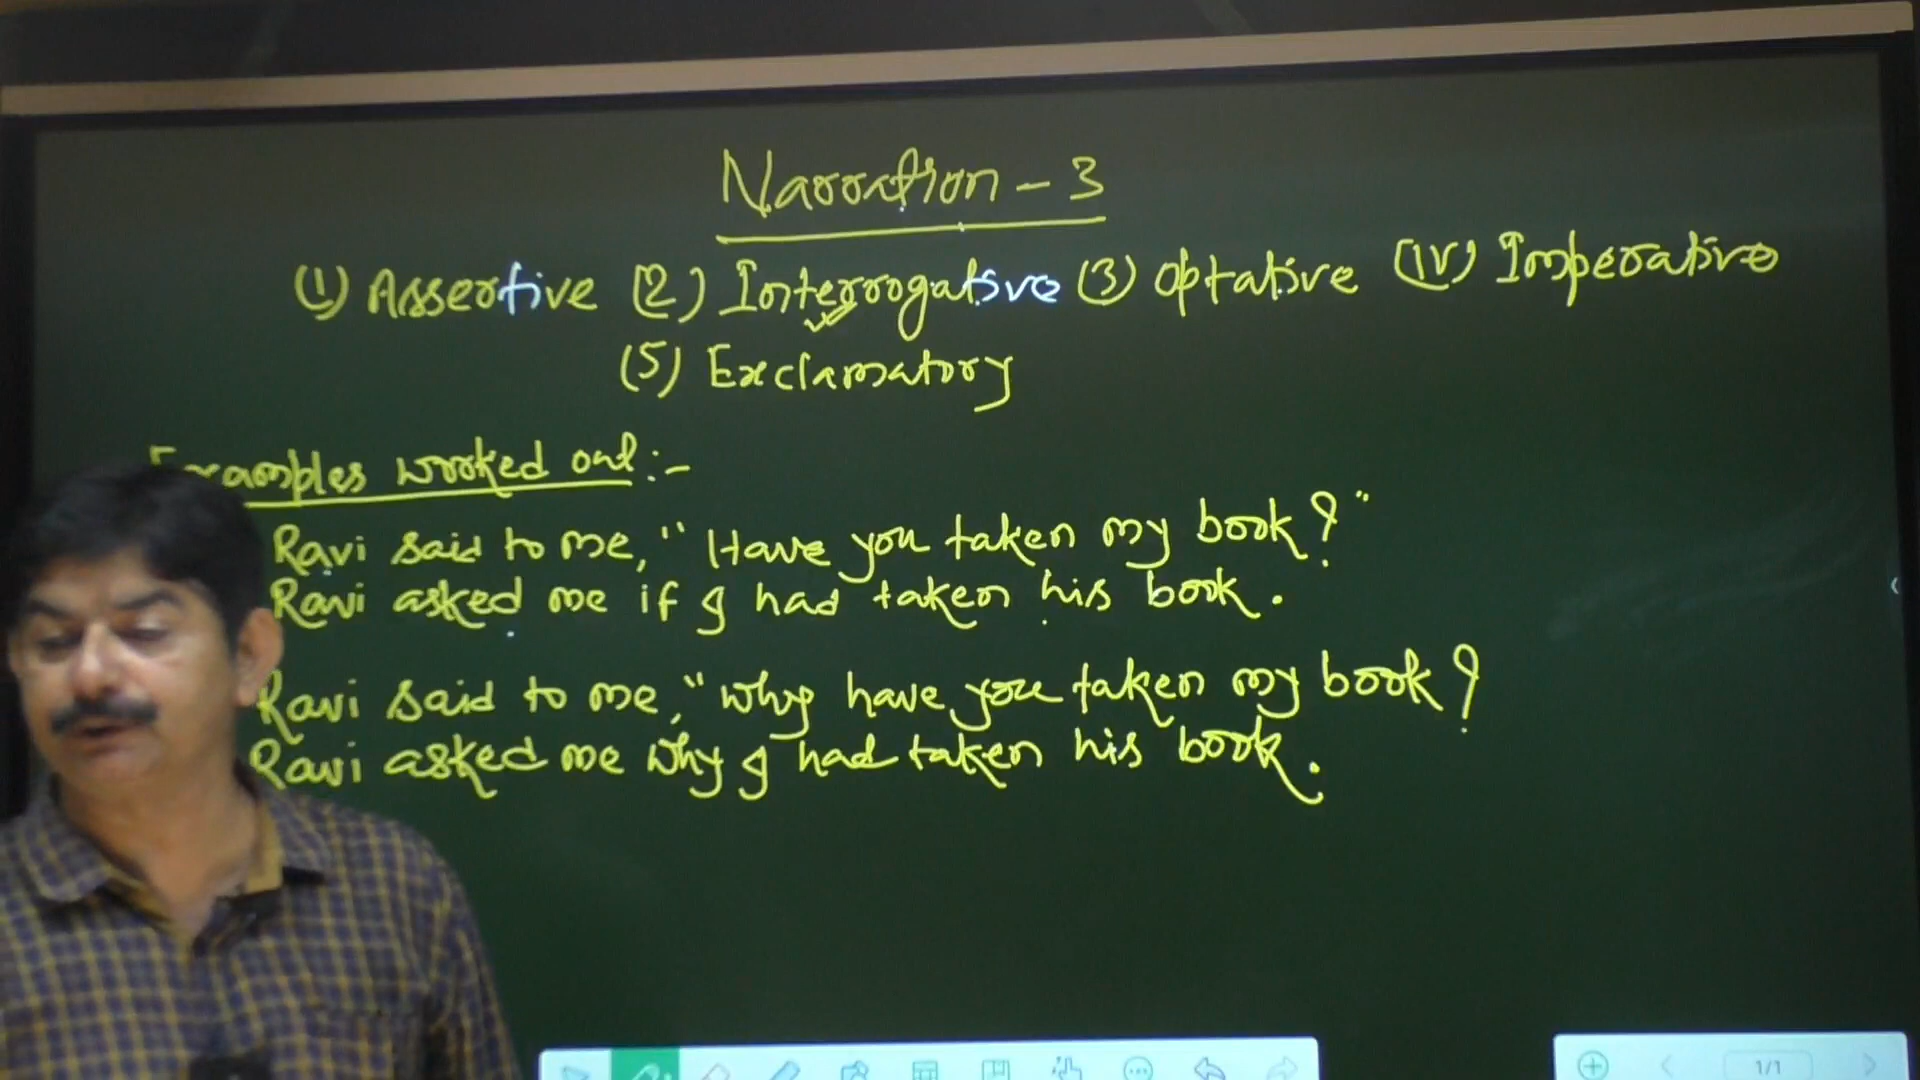 Narration - 3
(1) Assertive (2) Interrogative (3) Optative (IV) Imperative
(5) Exclamatory
Examples worked out :-
Ravi said to me, "Have you taken my book?"
Ravi asked me if I had taken his book.
Ravi said to me, "Why have you taken my book?
Ravi asked me why I had taken his book.
1/1